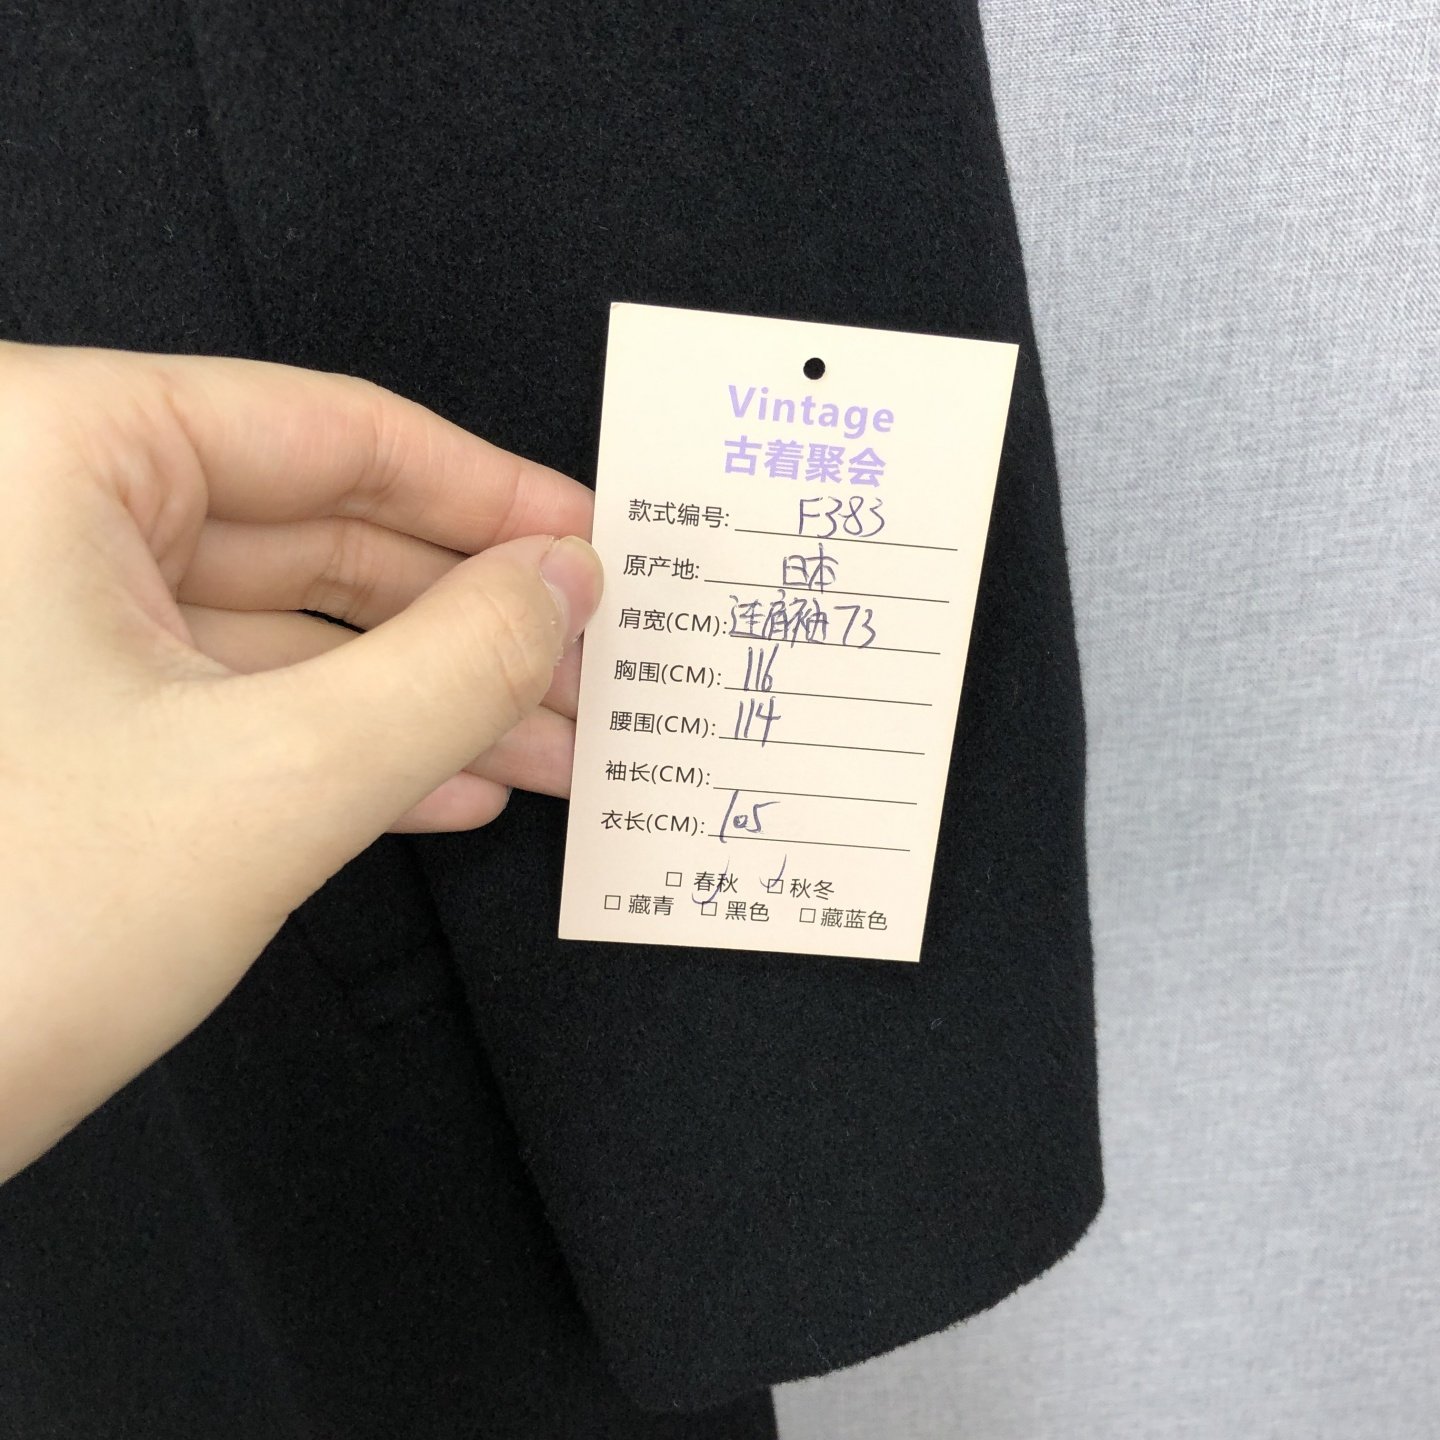 Vintage
古着聚会
款式编号: F383
原产地: 日本
肩宽(CM): 连肩袖73
胸围(CM): 116
腰围(CM): 114
袖长(CM):
衣长(CM): 105
□ 春秋 ☑ 秋冬
□ 藏青 ☑ 黑色 □ 藏蓝色